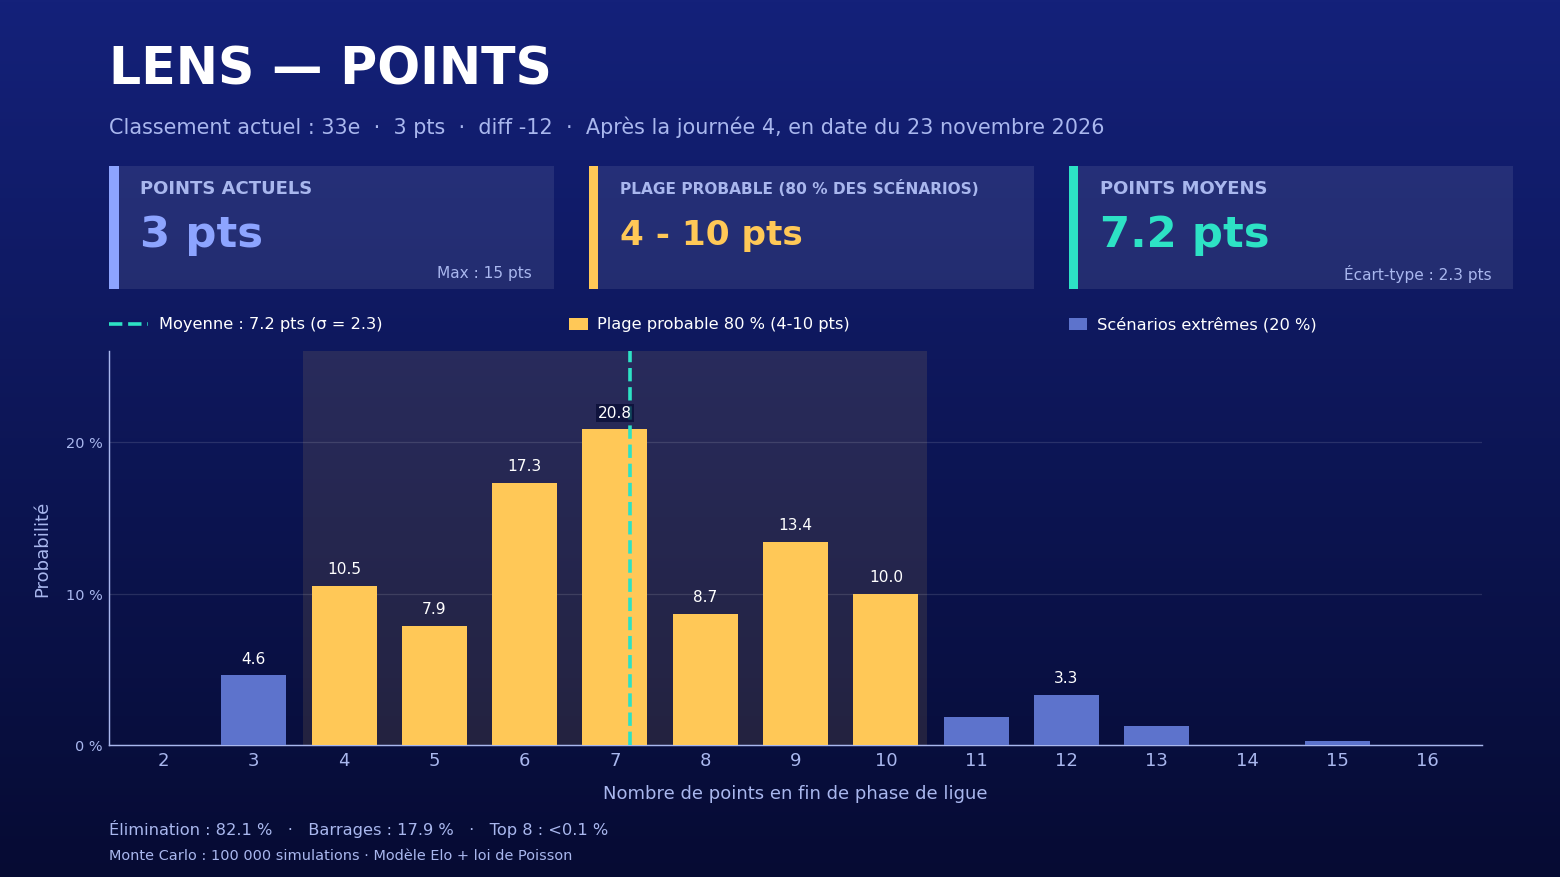 LENS — POINTS
Classement actuel : 33e · 3 pts · diff -12 · Après la journée 4, en date du 23 novembre 2026
POINTS ACTUELS
3 pts
Max : 15 pts
PLAGE PROBABLE (80 % DES SCÉNARIOS)
4 - 10 pts
POINTS MOYENS
7.2 pts
Écart-type : 2.3 pts
Moyenne : 7.2 pts (σ = 2.3)
Plage probable 80 % (4-10 pts)
Scénarios extrêmes (20 %)
Probabilité
20 %
10 %
0 %
4.6
10.5
7.9
17.3
20.8
8.7
13.4
10.0
3.3
2 3 4 5 6 7 8 9 10 11 12 13 14 15 16
Nombre de points en fin de phase de ligue
Élimination : 82.1 % · Barrages : 17.9 % · Top 8 : <0.1 %
Monte Carlo : 100 000 simulations · Modèle Elo + loi de Poisson